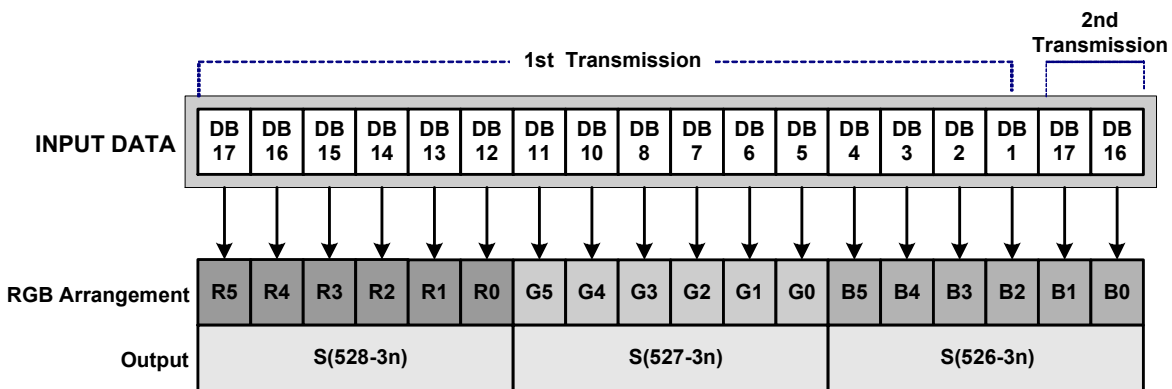 2nd
Transmission
1st Transmission
INPUT DATA
DB 17 DB 16 DB 15 DB 14 DB 13 DB 12 DB 11 DB 10 DB 8 DB 7 DB 6 DB 5 DB 4 DB 3 DB 2 DB 1 DB 17 DB 16
RGB Arrangement R5 R4 R3 R2 R1 R0 G5 G4 G3 G2 G1 G0 B5 B4 B3 B2 B1 B0
Output S(528-3n) S(527-3n) S(526-3n)